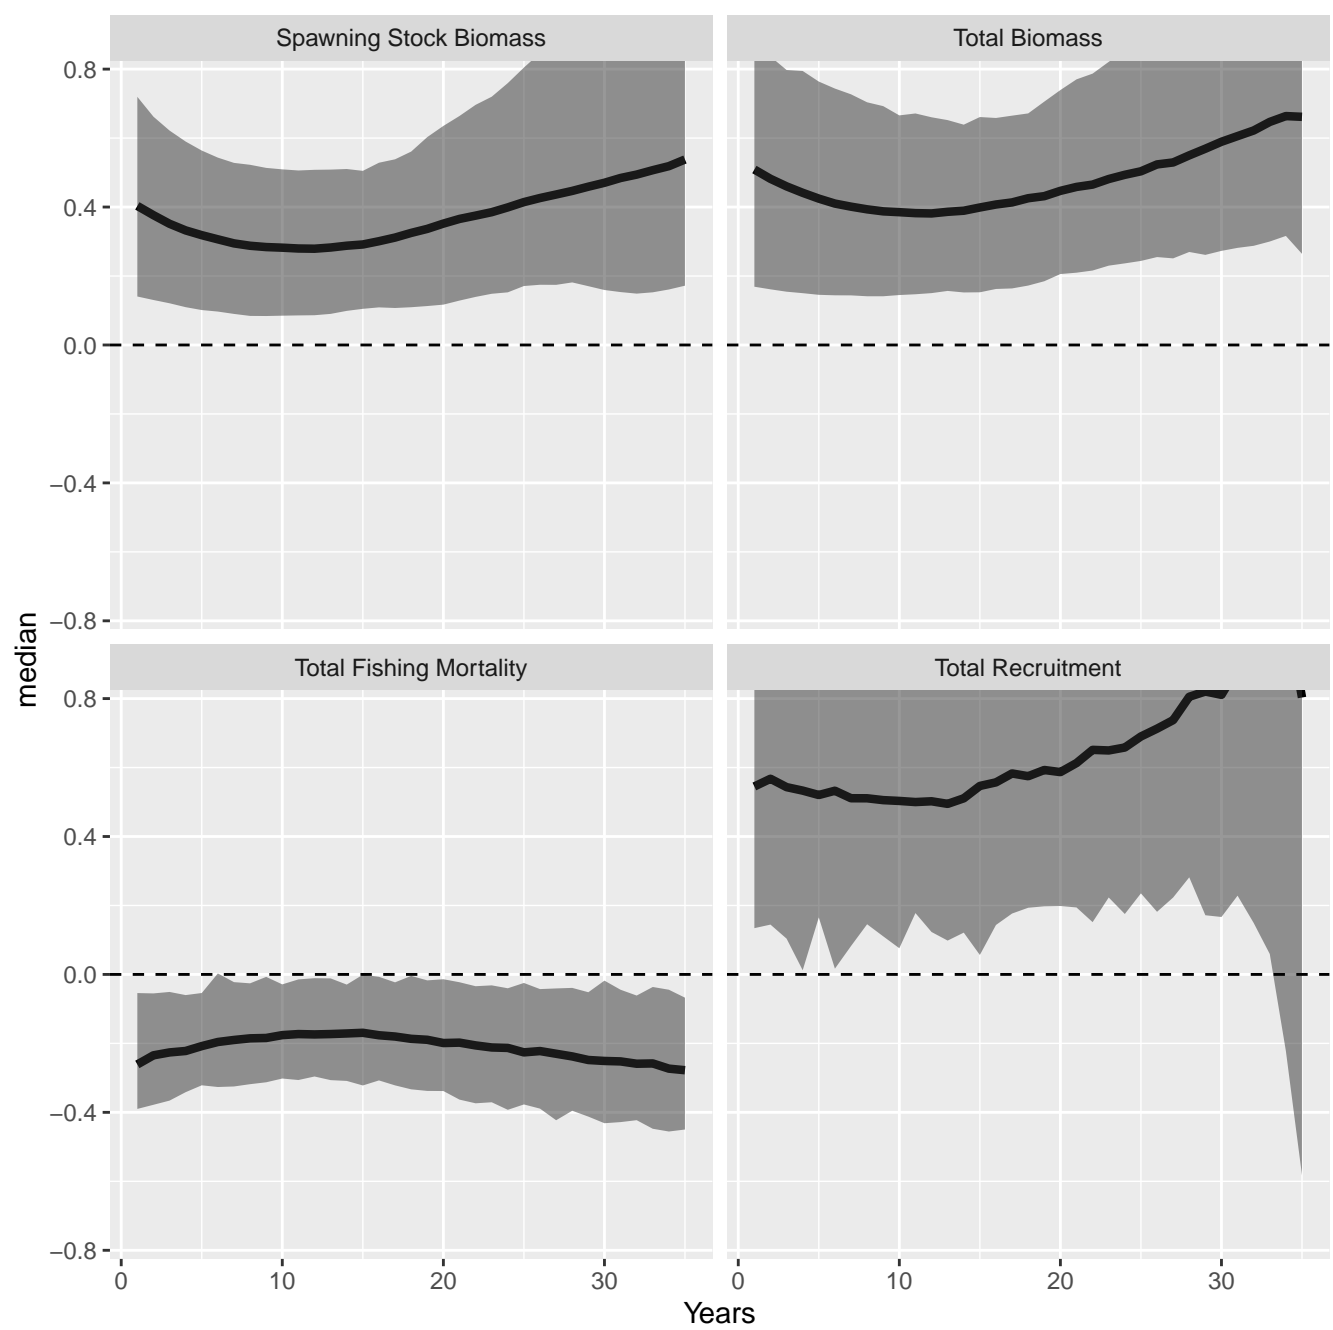 Spawning Stock Biomass
Total Biomass
0.8
0.4
0.0
−0.4
−0.8
median
Total Fishing Mortality
Total Recruitment
0.8
0.4
0.0
−0.4
−0.8
0 10 20 30
0 10 20 30
Years